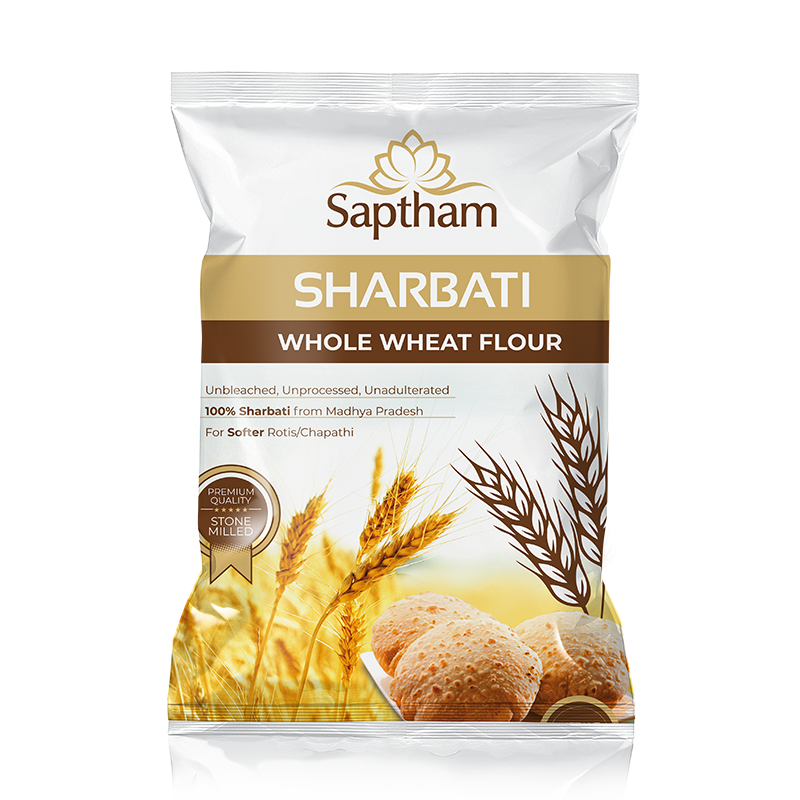 Saptham
SHARBATI
WHOLE WHEAT FLOUR
Unbleached, Unprocessed, Unadulterated
100% Sharbati from Madhya Pradesh
For Softer Rotis/Chapathi
PREMIUM
QUALITY
STONE
MILLED